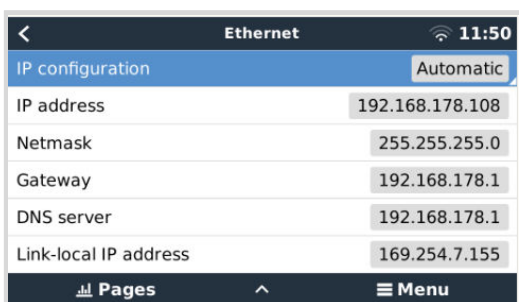 Ethernet 11:50
IP configuration Automatic
IP address 192.168.178.108
Netmask 255.255.255.0
Gateway 192.168.178.1
DNS server 192.168.178.1
Link-local IP address 169.254.7.155
Pages Menu